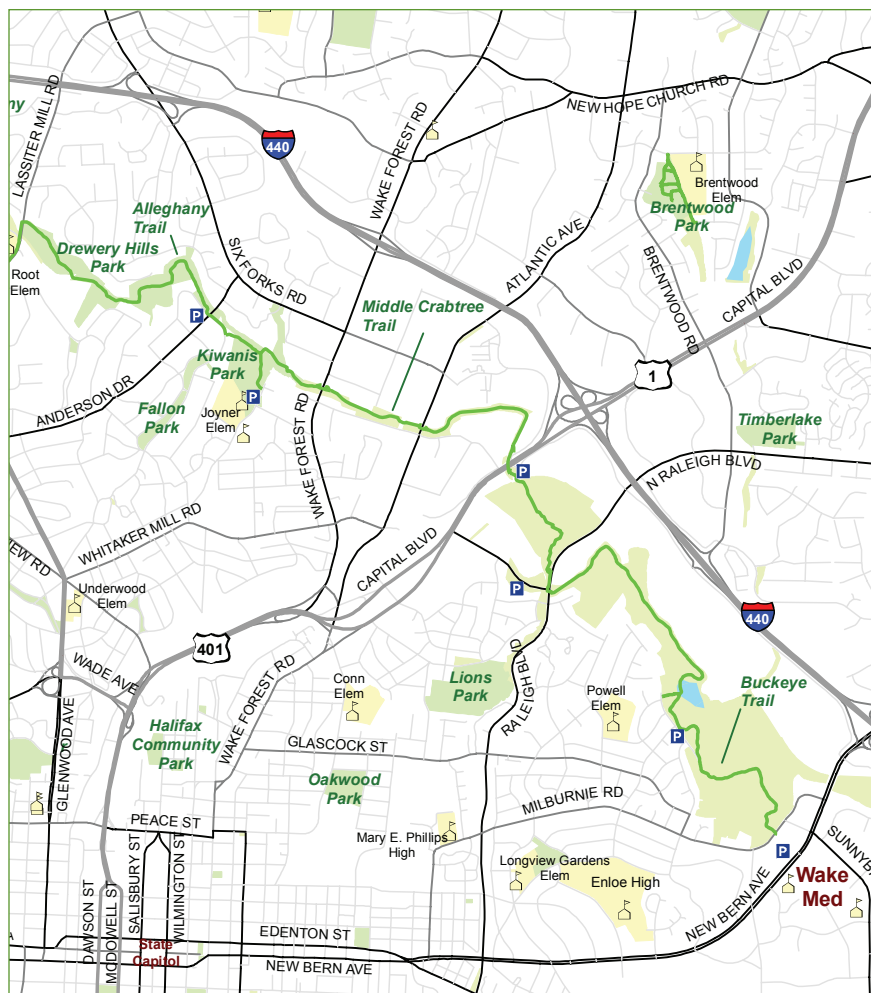 LASSITER MILL RD
ny
440
NEW HOPE CHURCH RD
WAKE FOREST RD
Brentwood
Elem
Brentwood
Park
Alleghany
Trail
Drewery Hills
Park
Root
Elem
SIX FORKS RD
ATLANTIC AVE
BRENTWOOD RD
CAPITAL BLVD
Middle Crabtree
Trail
P
Kiwanis
Park
1
ANDERSON DR
Fallon
Park
P
Joyner
Elem
WAKE FOREST RD
Timberlake
Park
N RALEIGH BLVD
P
WHITAKER MILL RD
CAPITAL BLVD
EW RD
Underwood
Elem
P
440
401
WADE AVE
WAKE FOREST RD
Conn
Elem
Lions
Park
RALEIGH BLVD
Powell
Elem
Buckeye
Trail
P
GLENWOOD AVE
Halifax
Community
Park
GLASCOCK ST
Oakwood
Park
MILBURNIE RD
PEACE ST
Mary E. Phillips
High
P
SUNNYB
Longview Gardens
Elem
Enloe High
Wake
Med
NEW BERN AVE
DAWSON ST
MCDOWELL ST
SALISBURY ST
WILMINGTON ST
EDENTON ST
State
Capitol
NEW BERN AVE